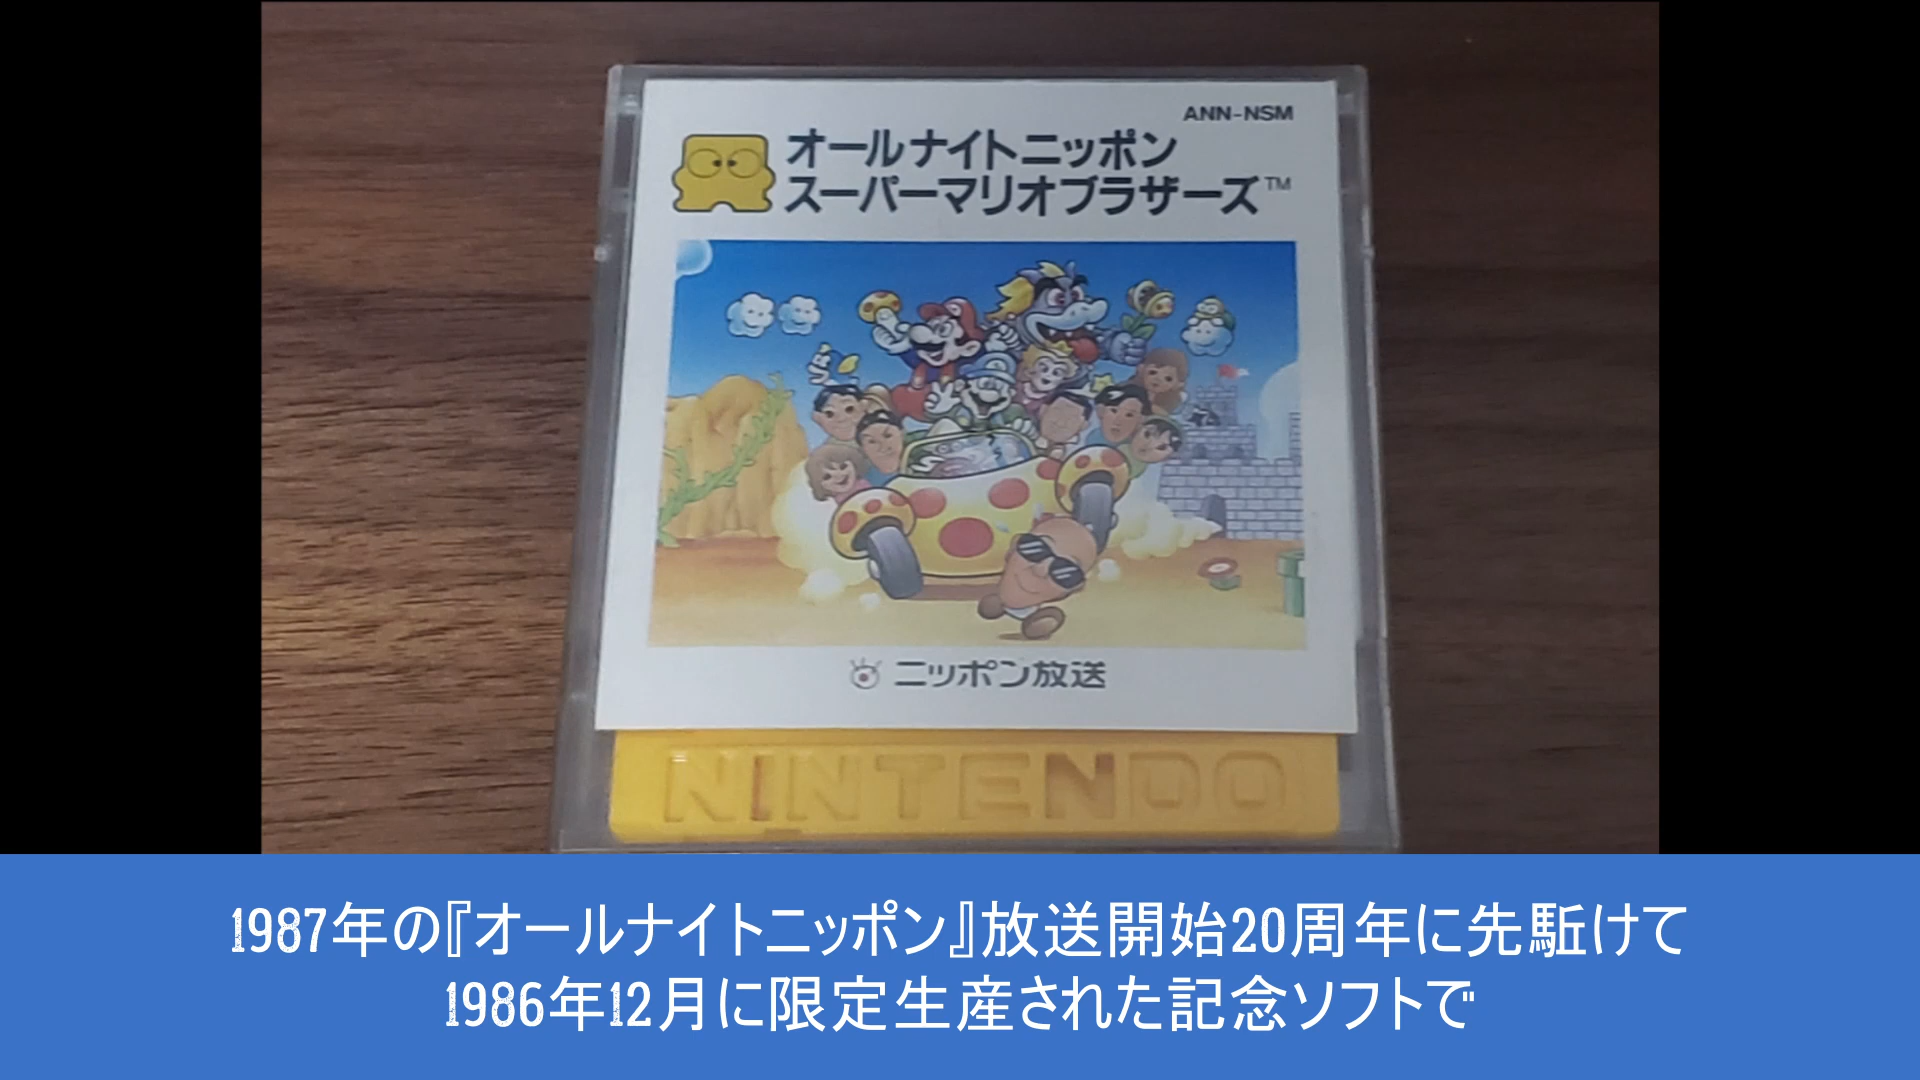 ANN-NSM
オールナイトニッポン
スーパーマリオブラザーズ™
ニッポン放送
NINTENDO
1987年の『オールナイトニッポン』放送開始20周年に先駈けて
1986年12月に限定生産された記念ソフトで